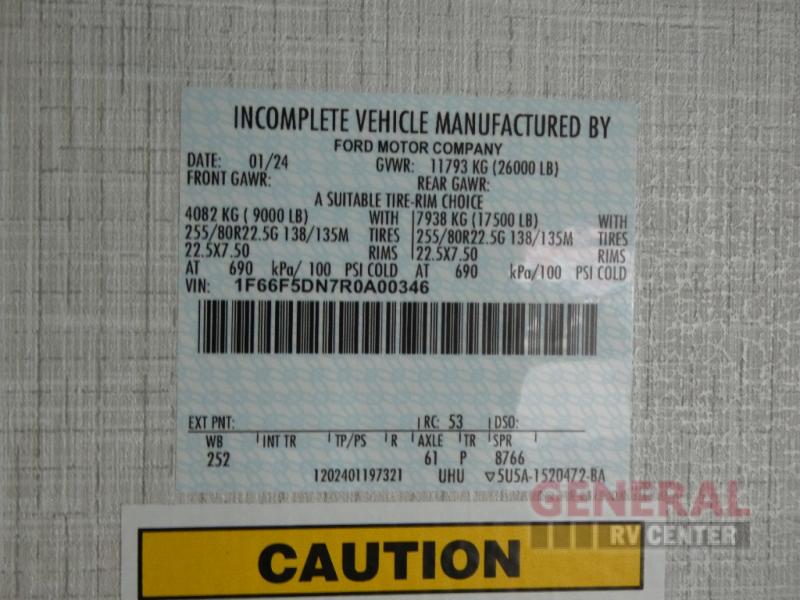 INCOMPLETE VEHICLE MANUFACTURED BY
FORD MOTOR COMPANY
DATE: 01/24 GVWR: 11793 KG (26000 LB)
FRONT GAWR: REAR GAWR:
A SUITABLE TIRE-RIM CHOICE
4082 KG ( 9000 LB) WITH 7938 KG (17500 LB) WITH
255/80R22.5G 138/135M TIRES 255/80R22.5G 138/135M TIRES
22.5X7.50 RIMS 22.5X7.50 RIMS
AT 690 kPa/ 100 PSI COLD AT 690 kPa/100 PSI COLD
VIN: 1F66F5DN7R0A00346
EXT PNT: RC: 53 DSO:
WB INT TR TP/PS R AXLE TR SPR
252 61 P 8766
1202401197321 UHU ▽5U5A-1520472-BA
GENERAL
RV CENTER
CAUTION